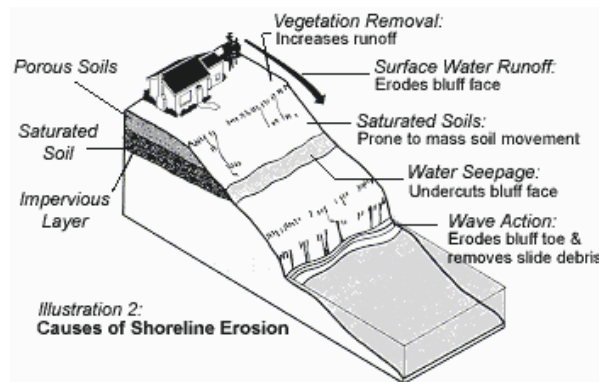 Vegetation Removal:
Increases runoff
Porous Soils
Surface Water Runoff:
Erodes bluff face
Saturated
Soil
Saturated Soils:
Prone to mass soil movement
Impervious
Layer
Water Seepage:
Undercuts bluff face
Wave Action:
Erodes bluff toe &
removes slide debris
Illustration 2:
Causes of Shoreline Erosion